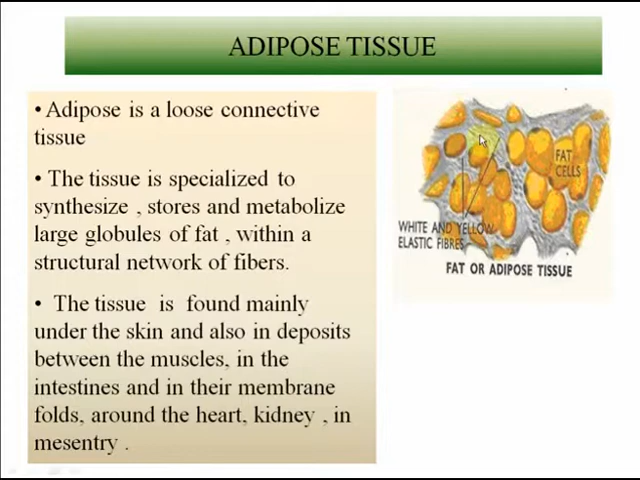 ADIPOSE TISSUE
• Adipose is a loose connective
tissue
• The tissue is specialized to
synthesize , stores and metabolize
large globules of fat , within a
structural network of fibers.
• The tissue is found mainly
under the skin and also in deposits
between the muscles, in the
intestines and in their membrane
folds, around the heart, kidney , in
mesentry .
FAT
CELLS
WHITE AND YELLOW
ELASTIC FIBRES
FAT OR ADIPOSE TISSUE